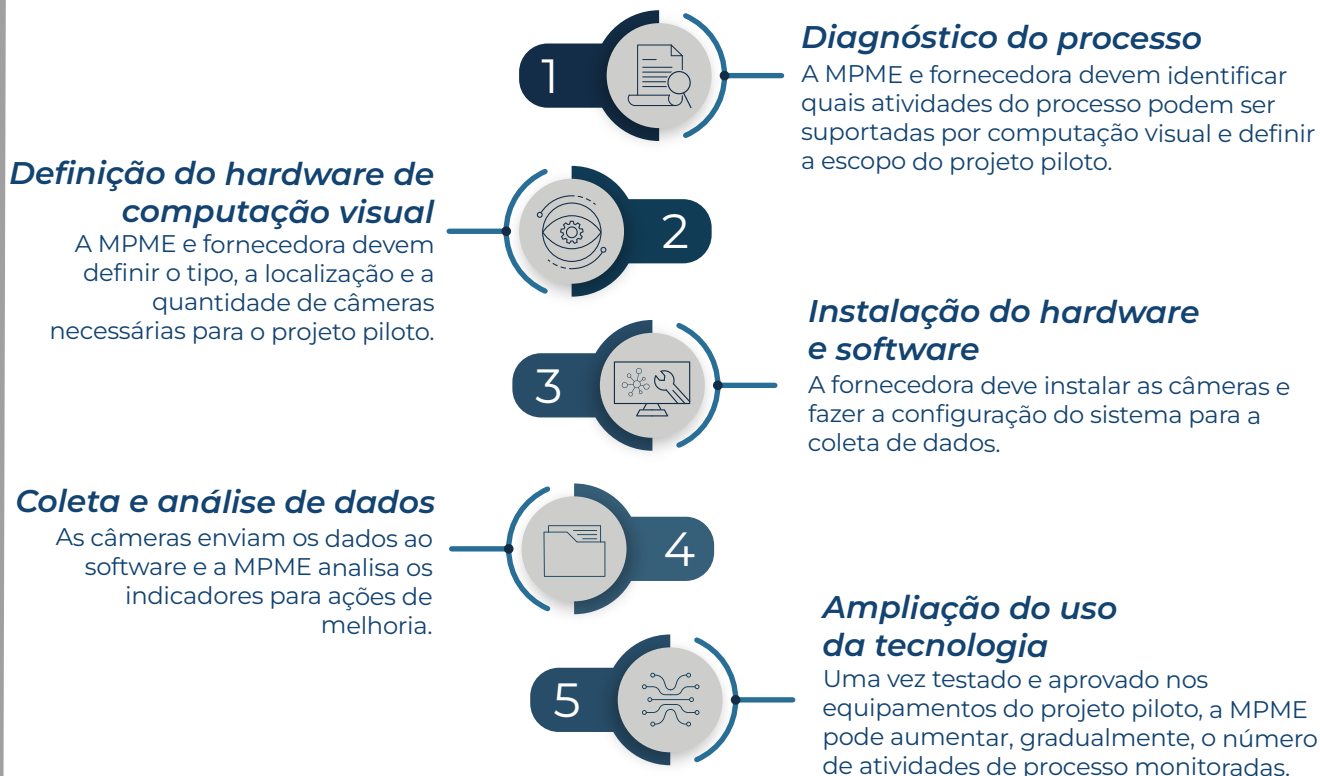 1
Diagnóstico do processo
A MPME e fornecedora devem identificar
quais atividades do processo podem ser
suportadas por computação visual e definir
a escopo do projeto piloto.
Definição do hardware de
computação visual
A MPME e fornecedora devem
definir o tipo, a localização e a
quantidade de câmeras
necessárias para o projeto piloto.
2
3
Instalação do hardware
e software
A fornecedora deve instalar as câmeras e
fazer a configuração do sistema para a
coleta de dados.
Coleta e análise de dados
As câmeras enviam os dados ao
software e a MPME analisa os
indicadores para ações de
melhoria.
4
5
Ampliação do uso
da tecnologia
Uma vez testado e aprovado nos
equipamentos do projeto piloto, a MPME
pode aumentar, gradualmente, o número
de atividades de processo monitoradas.